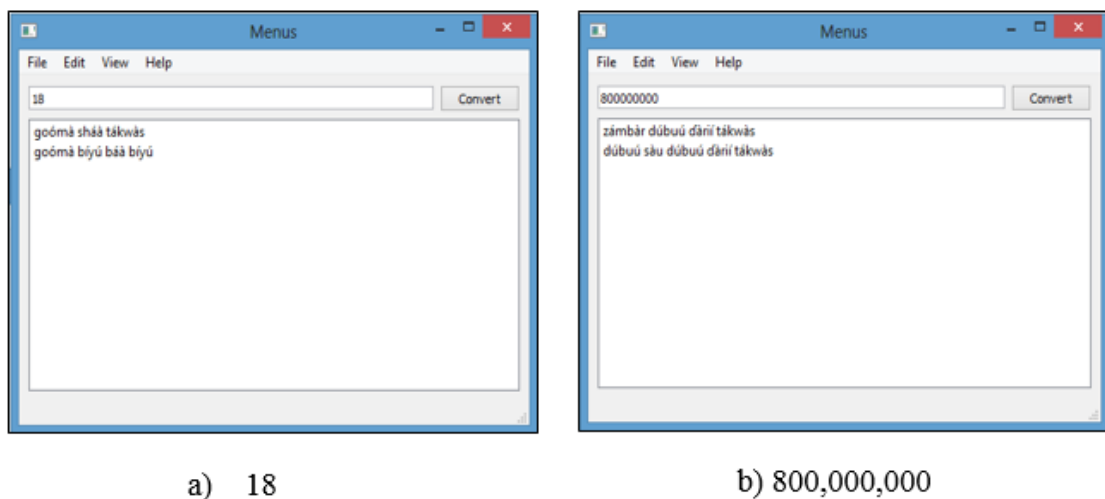 Menus
File Edit View Help
18
Convert
goómà sháà tákwàs
goómà bíyú báà bíyú
a) 18
Menus
File Edit View Help
800000000
Convert
zámbàr dúbuú ɗàrií tákwàs
dúbuú sàu dúbuú ɗàrií tákwàs
b) 800,000,000